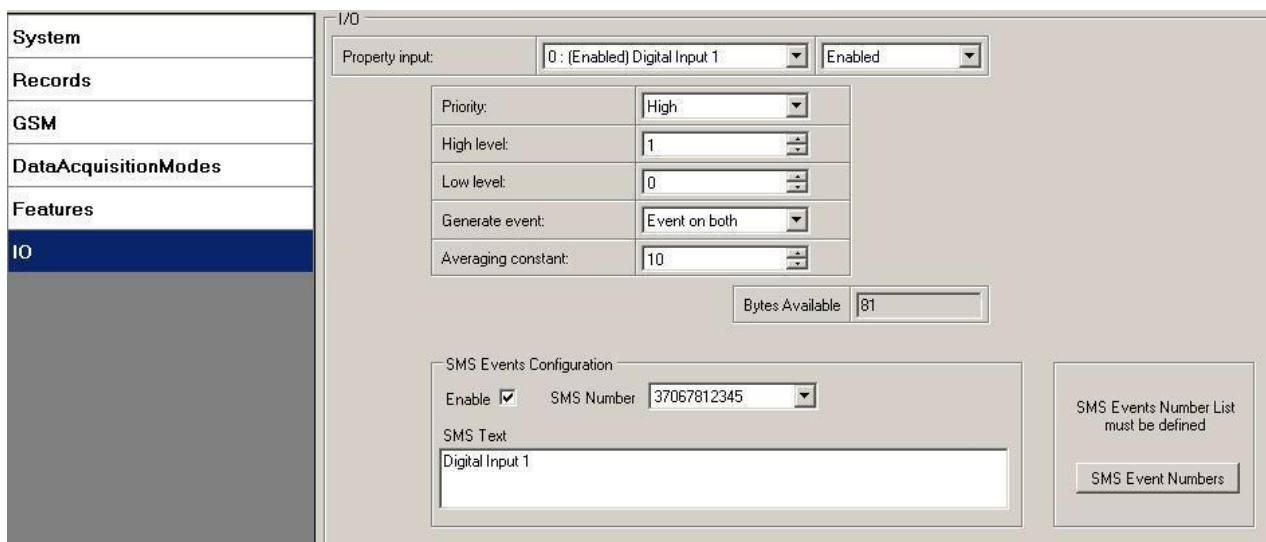 System
Records
GSM
DataAcquisitionModes
Features
IO
I/O
Property input: 0 : (Enabled) Digital Input 1 Enabled
Priority: High
High level: 1
Low level: 0
Generate event: Event on both
Averaging constant: 10
Bytes Available 81
SMS Events Configuration
Enable SMS Number 37067812345
SMS Text
Digital Input 1
SMS Events Number List
must be defined
SMS Event Numbers